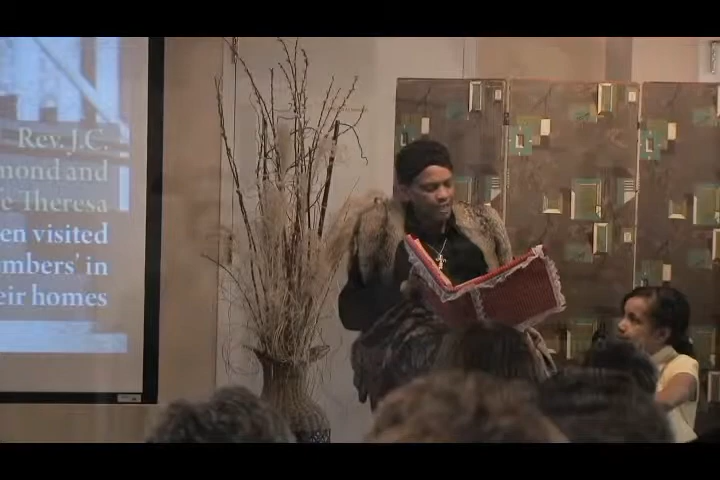 Rev. J.C.
mond and
Theresa
en visited
mbers' in
eir homes